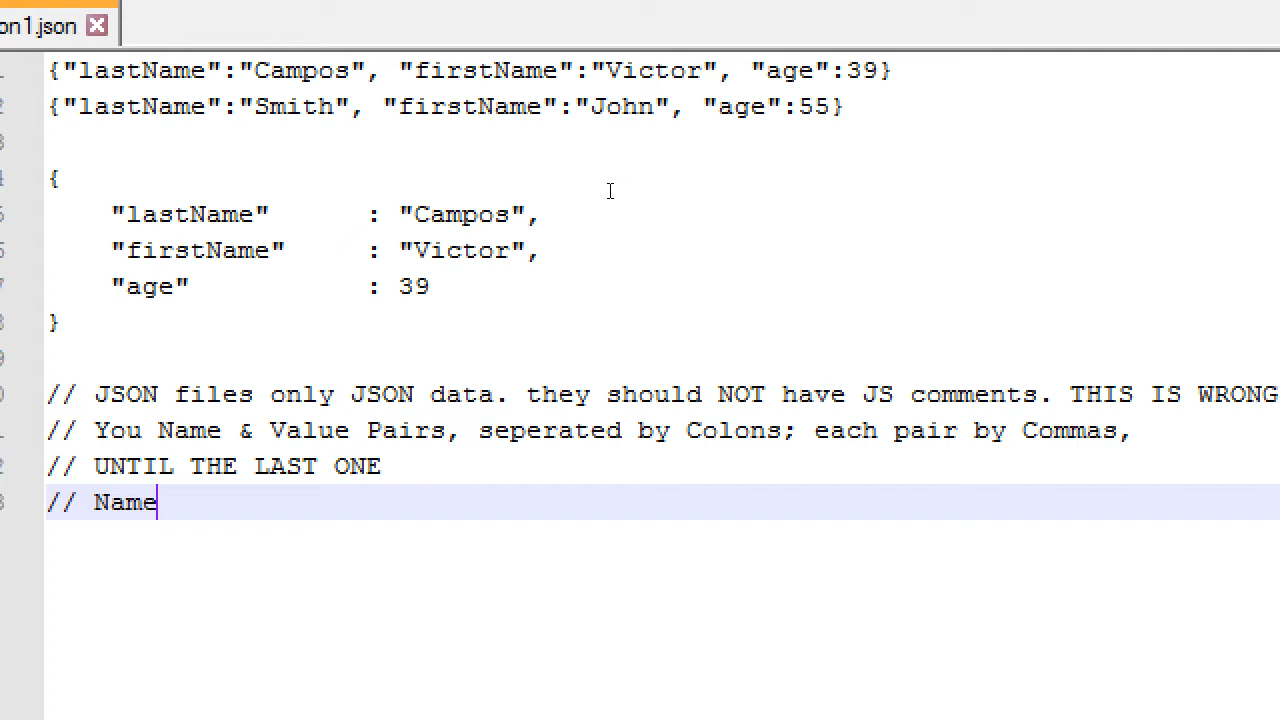 on1.json
{"lastName":"Campos", "firstName":"Victor", "age":39}
{"lastName":"Smith", "firstName":"John", "age":55}
{
"lastName" : "Campos",
"firstName" : "Victor",
"age" : 39
}
// JSON files only JSON data. they should NOT have JS comments. THIS IS WRONG
// You Name & Value Pairs, seperated by Colons; each pair by Commas,
// UNTIL THE LAST ONE
// Name